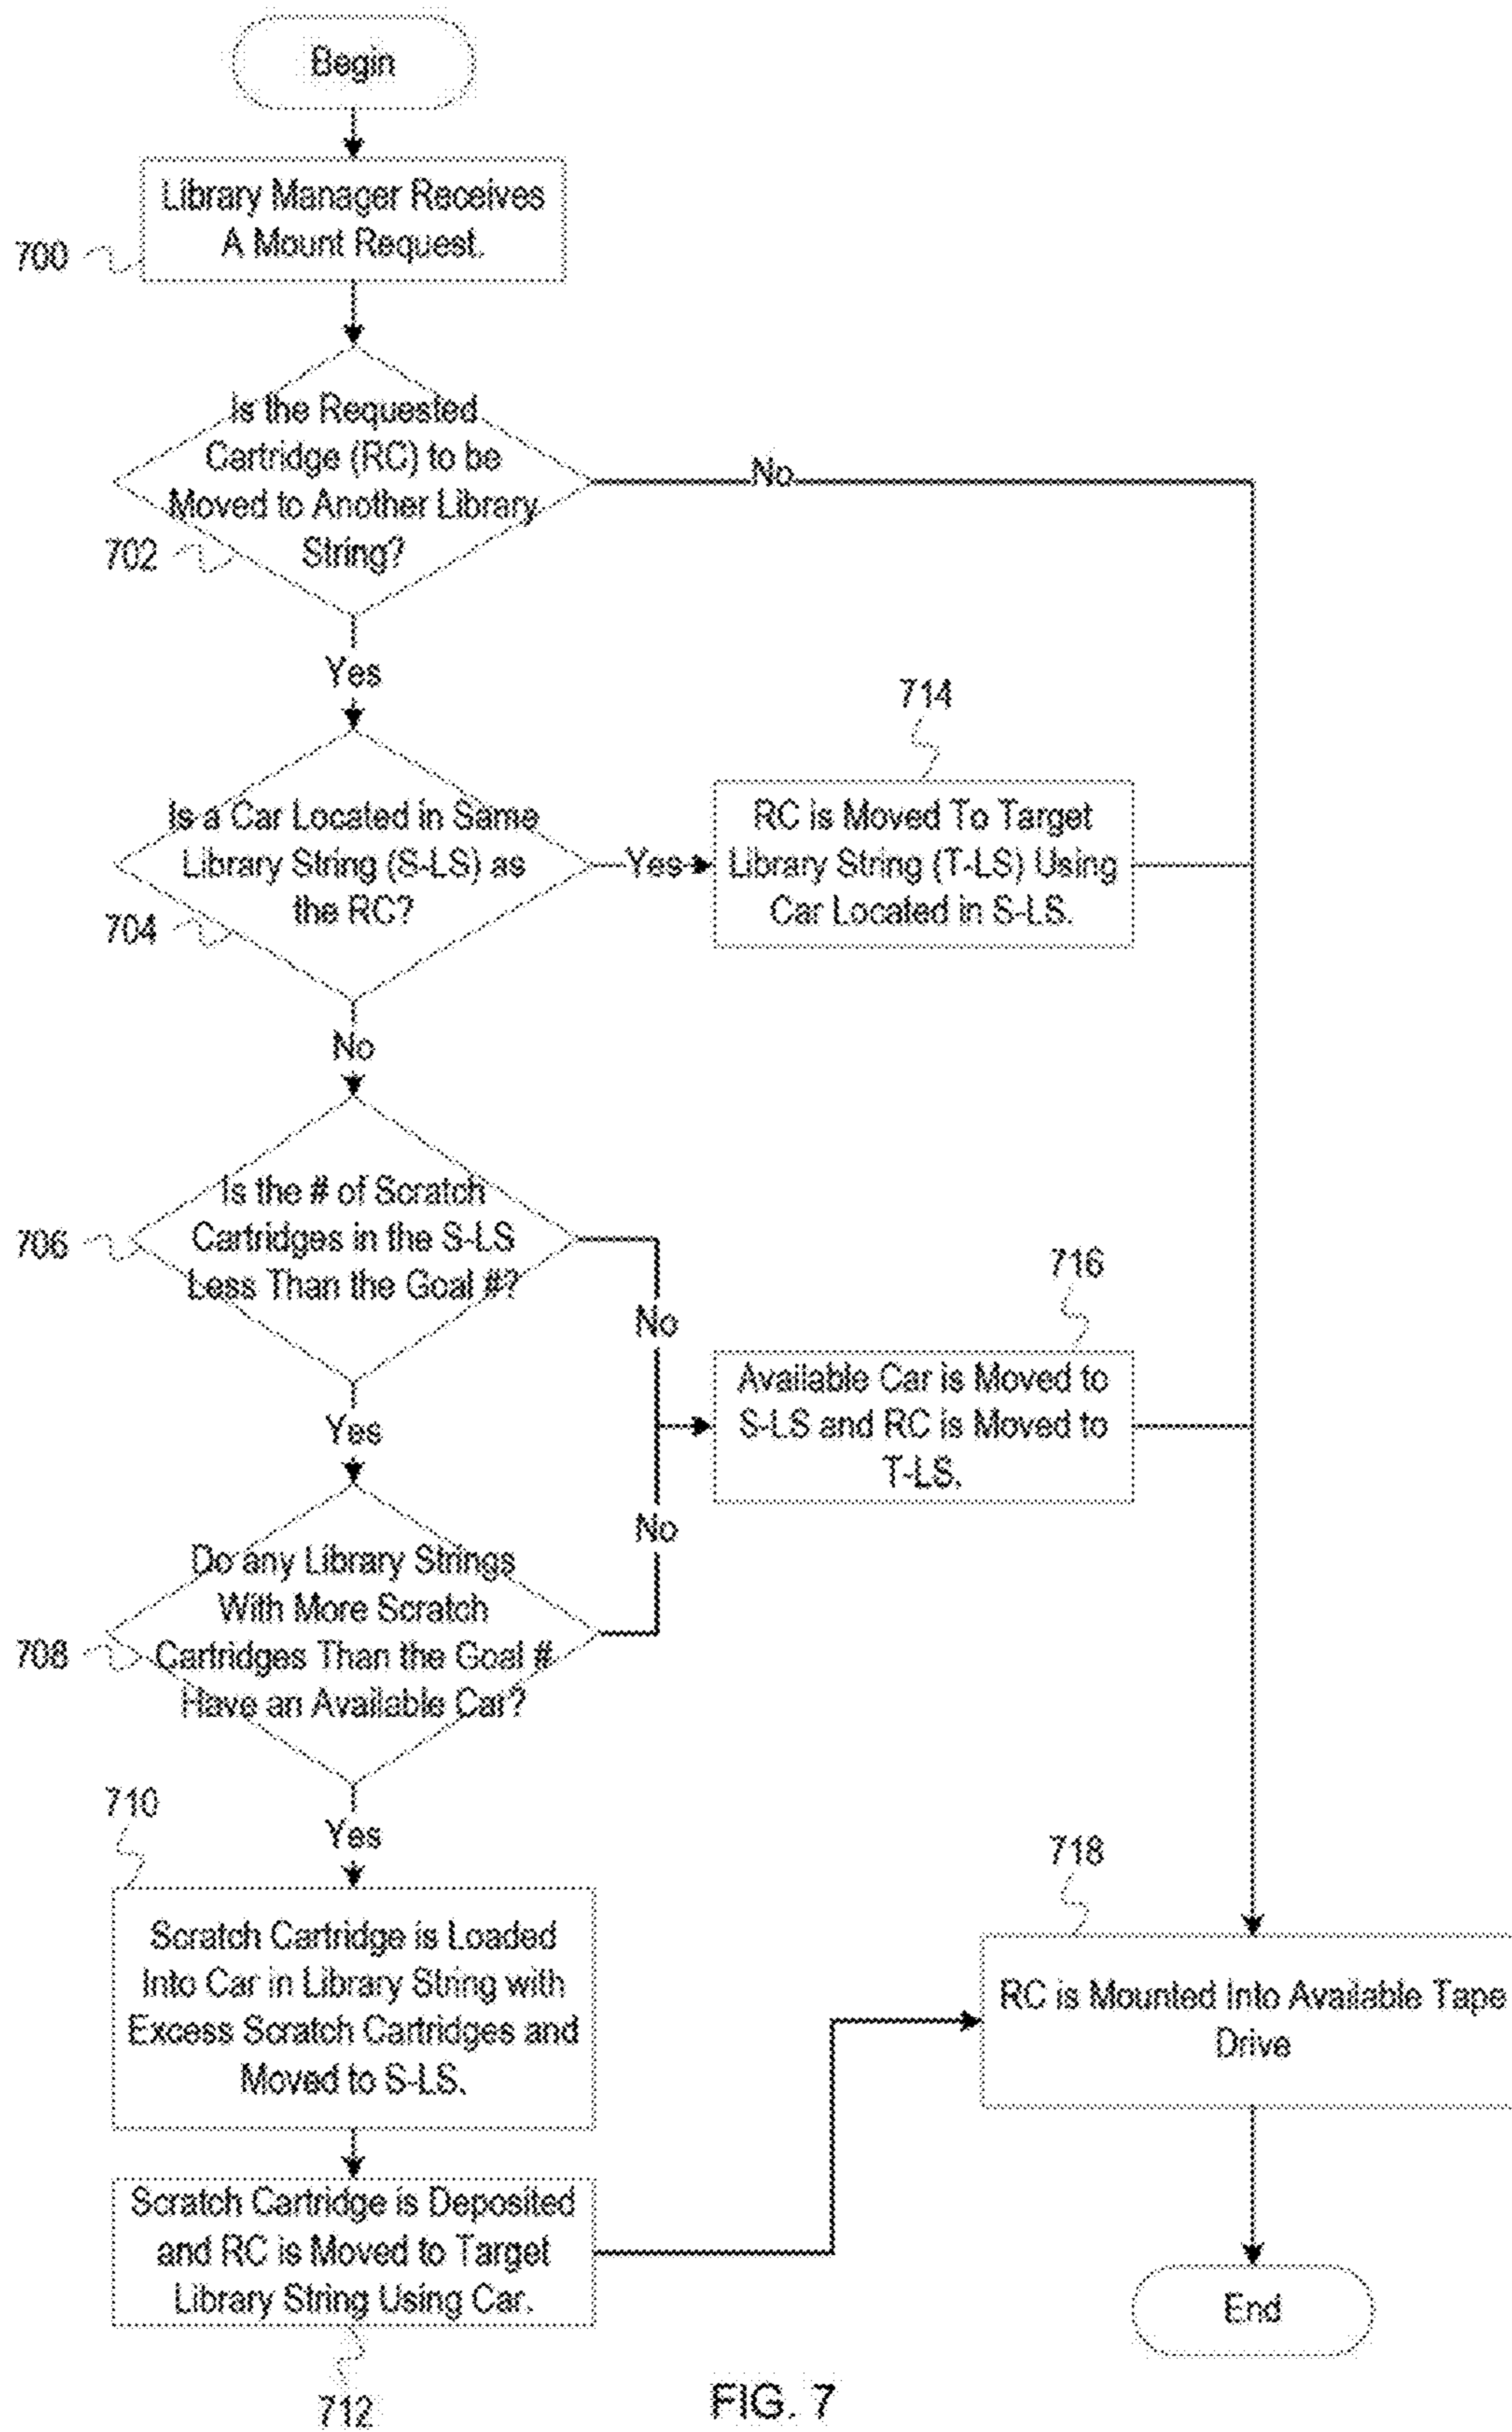 Begin
Library Manager Receives
A Mount Request.
700
Is the Requested
Cartridge (RC) to be
Moved to Another Library
String?
702
No
Yes
714
Is a Car Located in Same
Library String (S-LS) as
the RC?
704
Yes
RC is Moved To Target
Library String (T-LS) Using
Car Located in S-LS.
No
Is the # of Scratch
Cartridges in the S-LS
Less Than the Goal #?
706
No
716
Available Car is Moved to
S-LS and RC is Moved to
T-LS.
Yes
No
Do any Library Strings
With More Scratch
Cartridges Than the Goal #
Have an Available Car?
708
710
Yes
Scratch Cartridge is Loaded
Into Car in Library String with
Excess Scratch Cartridges and
Moved to S-LS.
718
RC is Mounted Into Available Tape
Drive
Scratch Cartridge is Deposited
and RC is Moved to Target
Library String Using Car.
712
End
FIG. 7